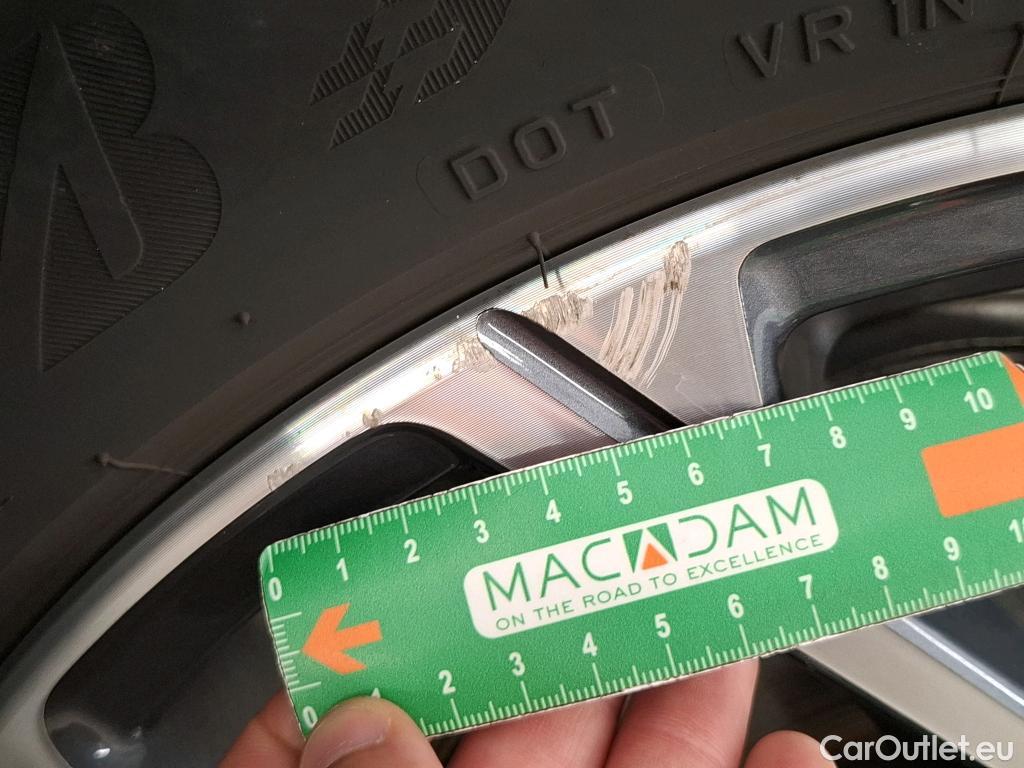 VR 1N
DOT
0 1 2 3 4 5 6 7 8 9 10
MACADAM
ON THE ROAD TO EXCELLENCE
0 1 2 3 4 5 6 7 8 9
CarOutlet.eu